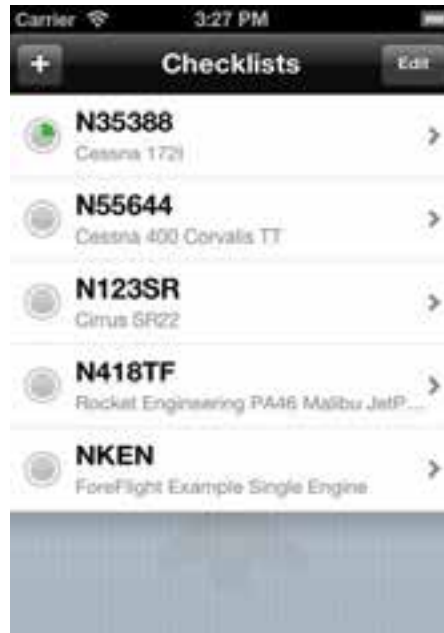 Carrier 3:27 PM
+ Checklists Edit
N35388
Cessna 172I
N55644
Cessna 400 Corvalis TT
N123SR
Cirrus SR22
N418TF
Rocket Engineering PA46 Malibu JetP...
NKEN
ForeFlight Example Single Engine